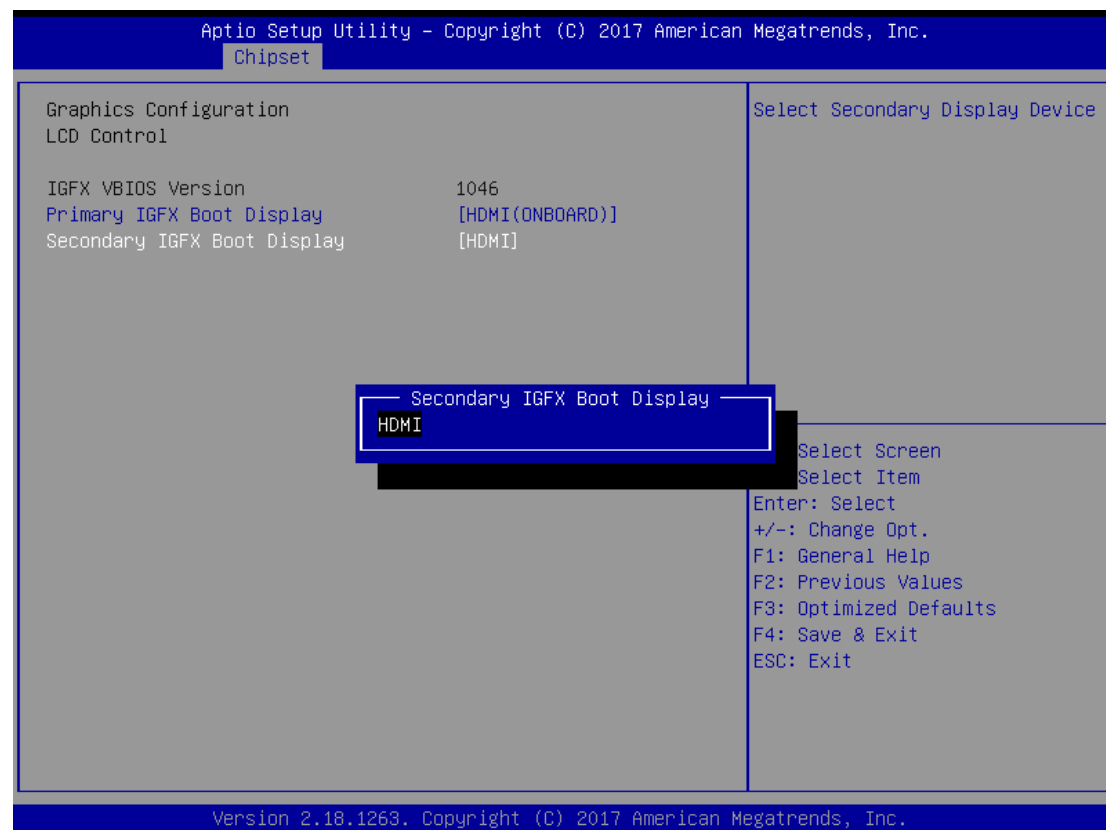 Aptio Setup Utility – Copyright (C) 2017 American Megatrends, Inc.
Chipset
Graphics Configuration
LCD Control
IGFX VBIOS Version 1046
Primary IGFX Boot Display [HDMI(ONBOARD)]
Secondary IGFX Boot Display [HDMI]
Secondary IGFX Boot Display
HDMI
Select Secondary Display Device
Select Screen
Select Item
Enter: Select
+/-: Change Opt.
F1: General Help
F2: Previous Values
F3: Optimized Defaults
F4: Save & Exit
ESC: Exit
Version 2.18.1263. Copyright (C) 2017 American Megatrends, Inc.